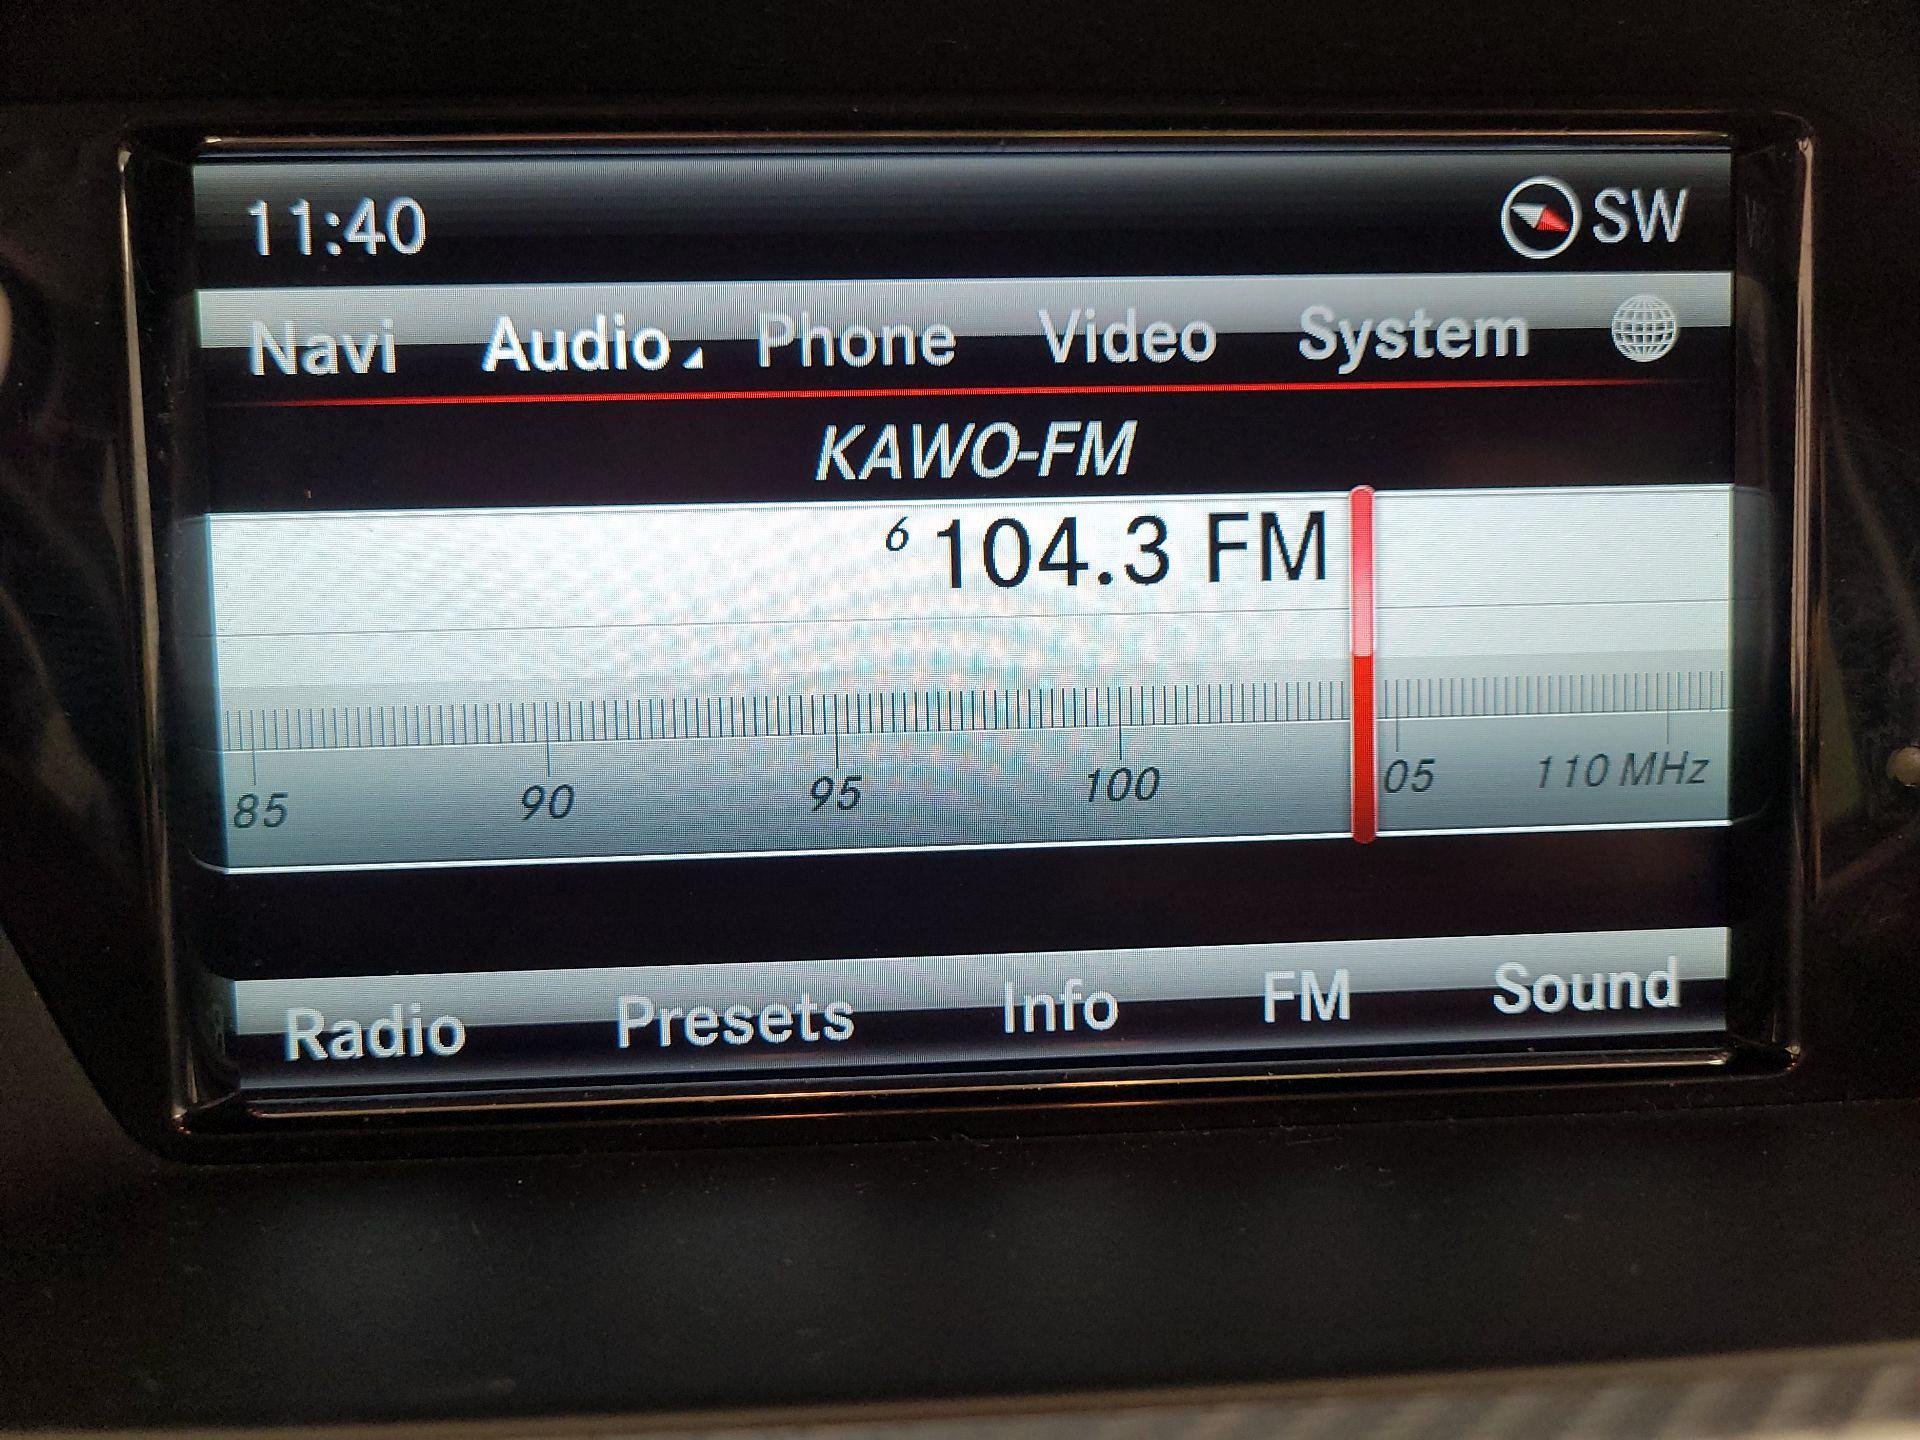 11:40 SW
Navi Audio Phone Video System
KAWO-FM
6 104.3 FM
85 90 95 100 05 110 MHz
Radio Presets Info FM Sound